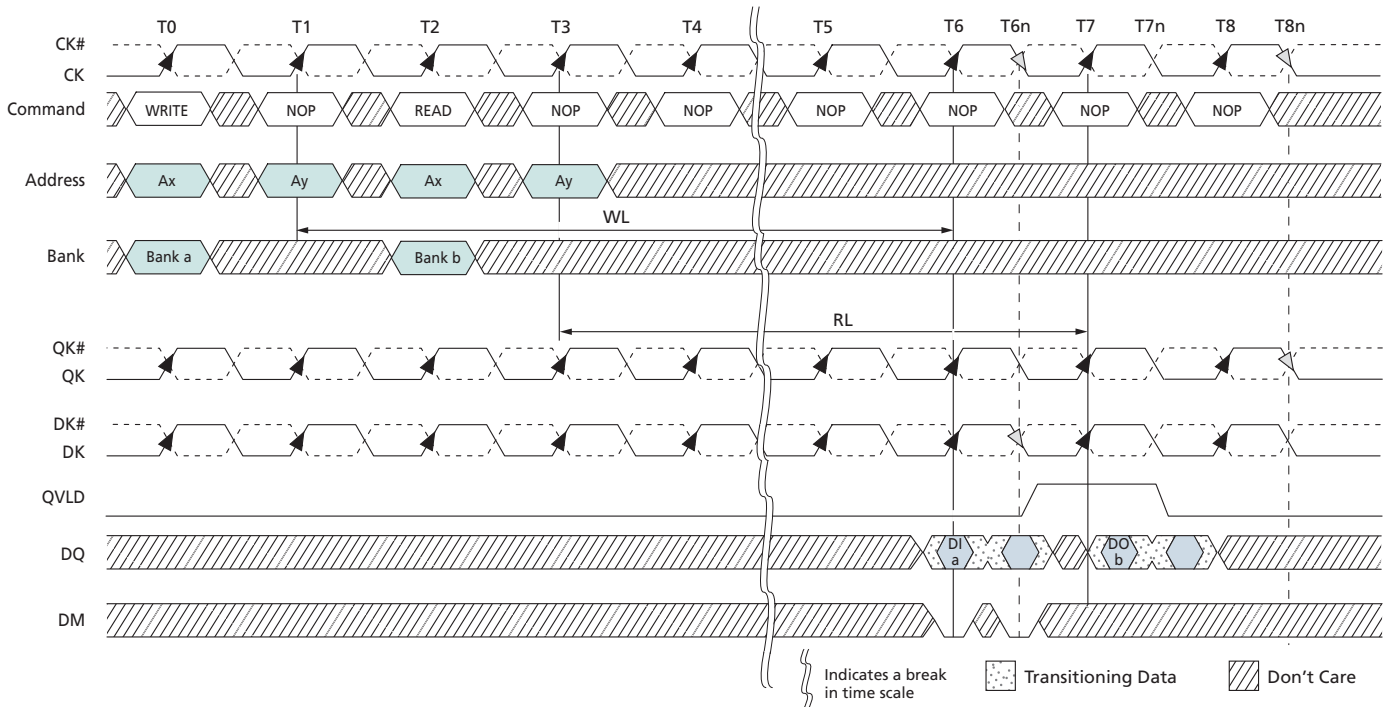 T0 T1 T2 T3 T4 T5 T6 T6n T7 T7n T8 T8n
CK#
CK
Command WRITE NOP READ NOP NOP NOP NOP NOP NOP
Address Ax Ay Ax Ay
WL
Bank Bank a Bank b
RL
QK#
QK
DK#
DK
QVLD
DQ DI a DO b
DM
Indicates a break in time scale Transitioning Data Don't Care